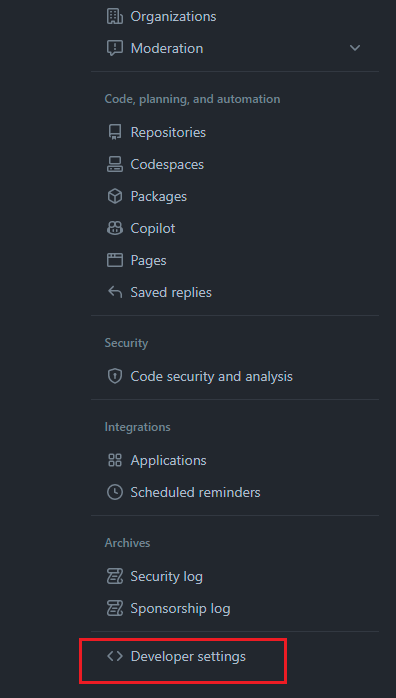 Organizations
Moderation
Code, planning, and automation
Repositories
Codespaces
Packages
Copilot
Pages
Saved replies
Security
Code security and analysis
Integrations
Applications
Scheduled reminders
Archives
Security log
Sponsorship log
Developer settings